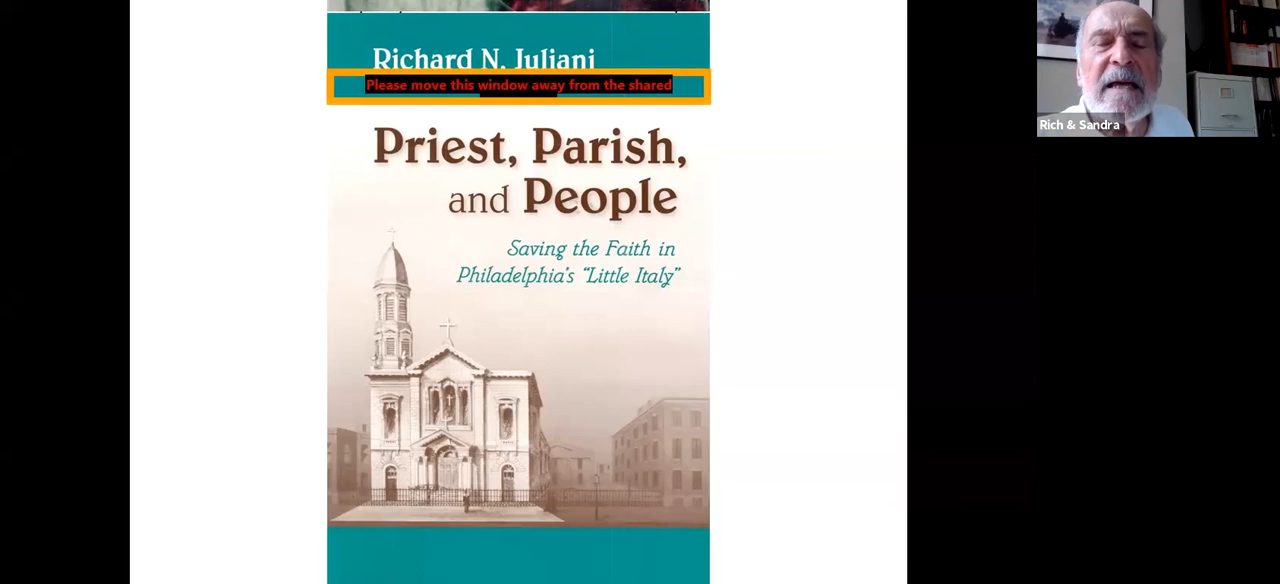 Richard N. Juliani
Please move this window away from the shared
Priest, Parish,
and People
Saving the Faith in
Philadelphia's "Little Italy"
Rich & Sandra